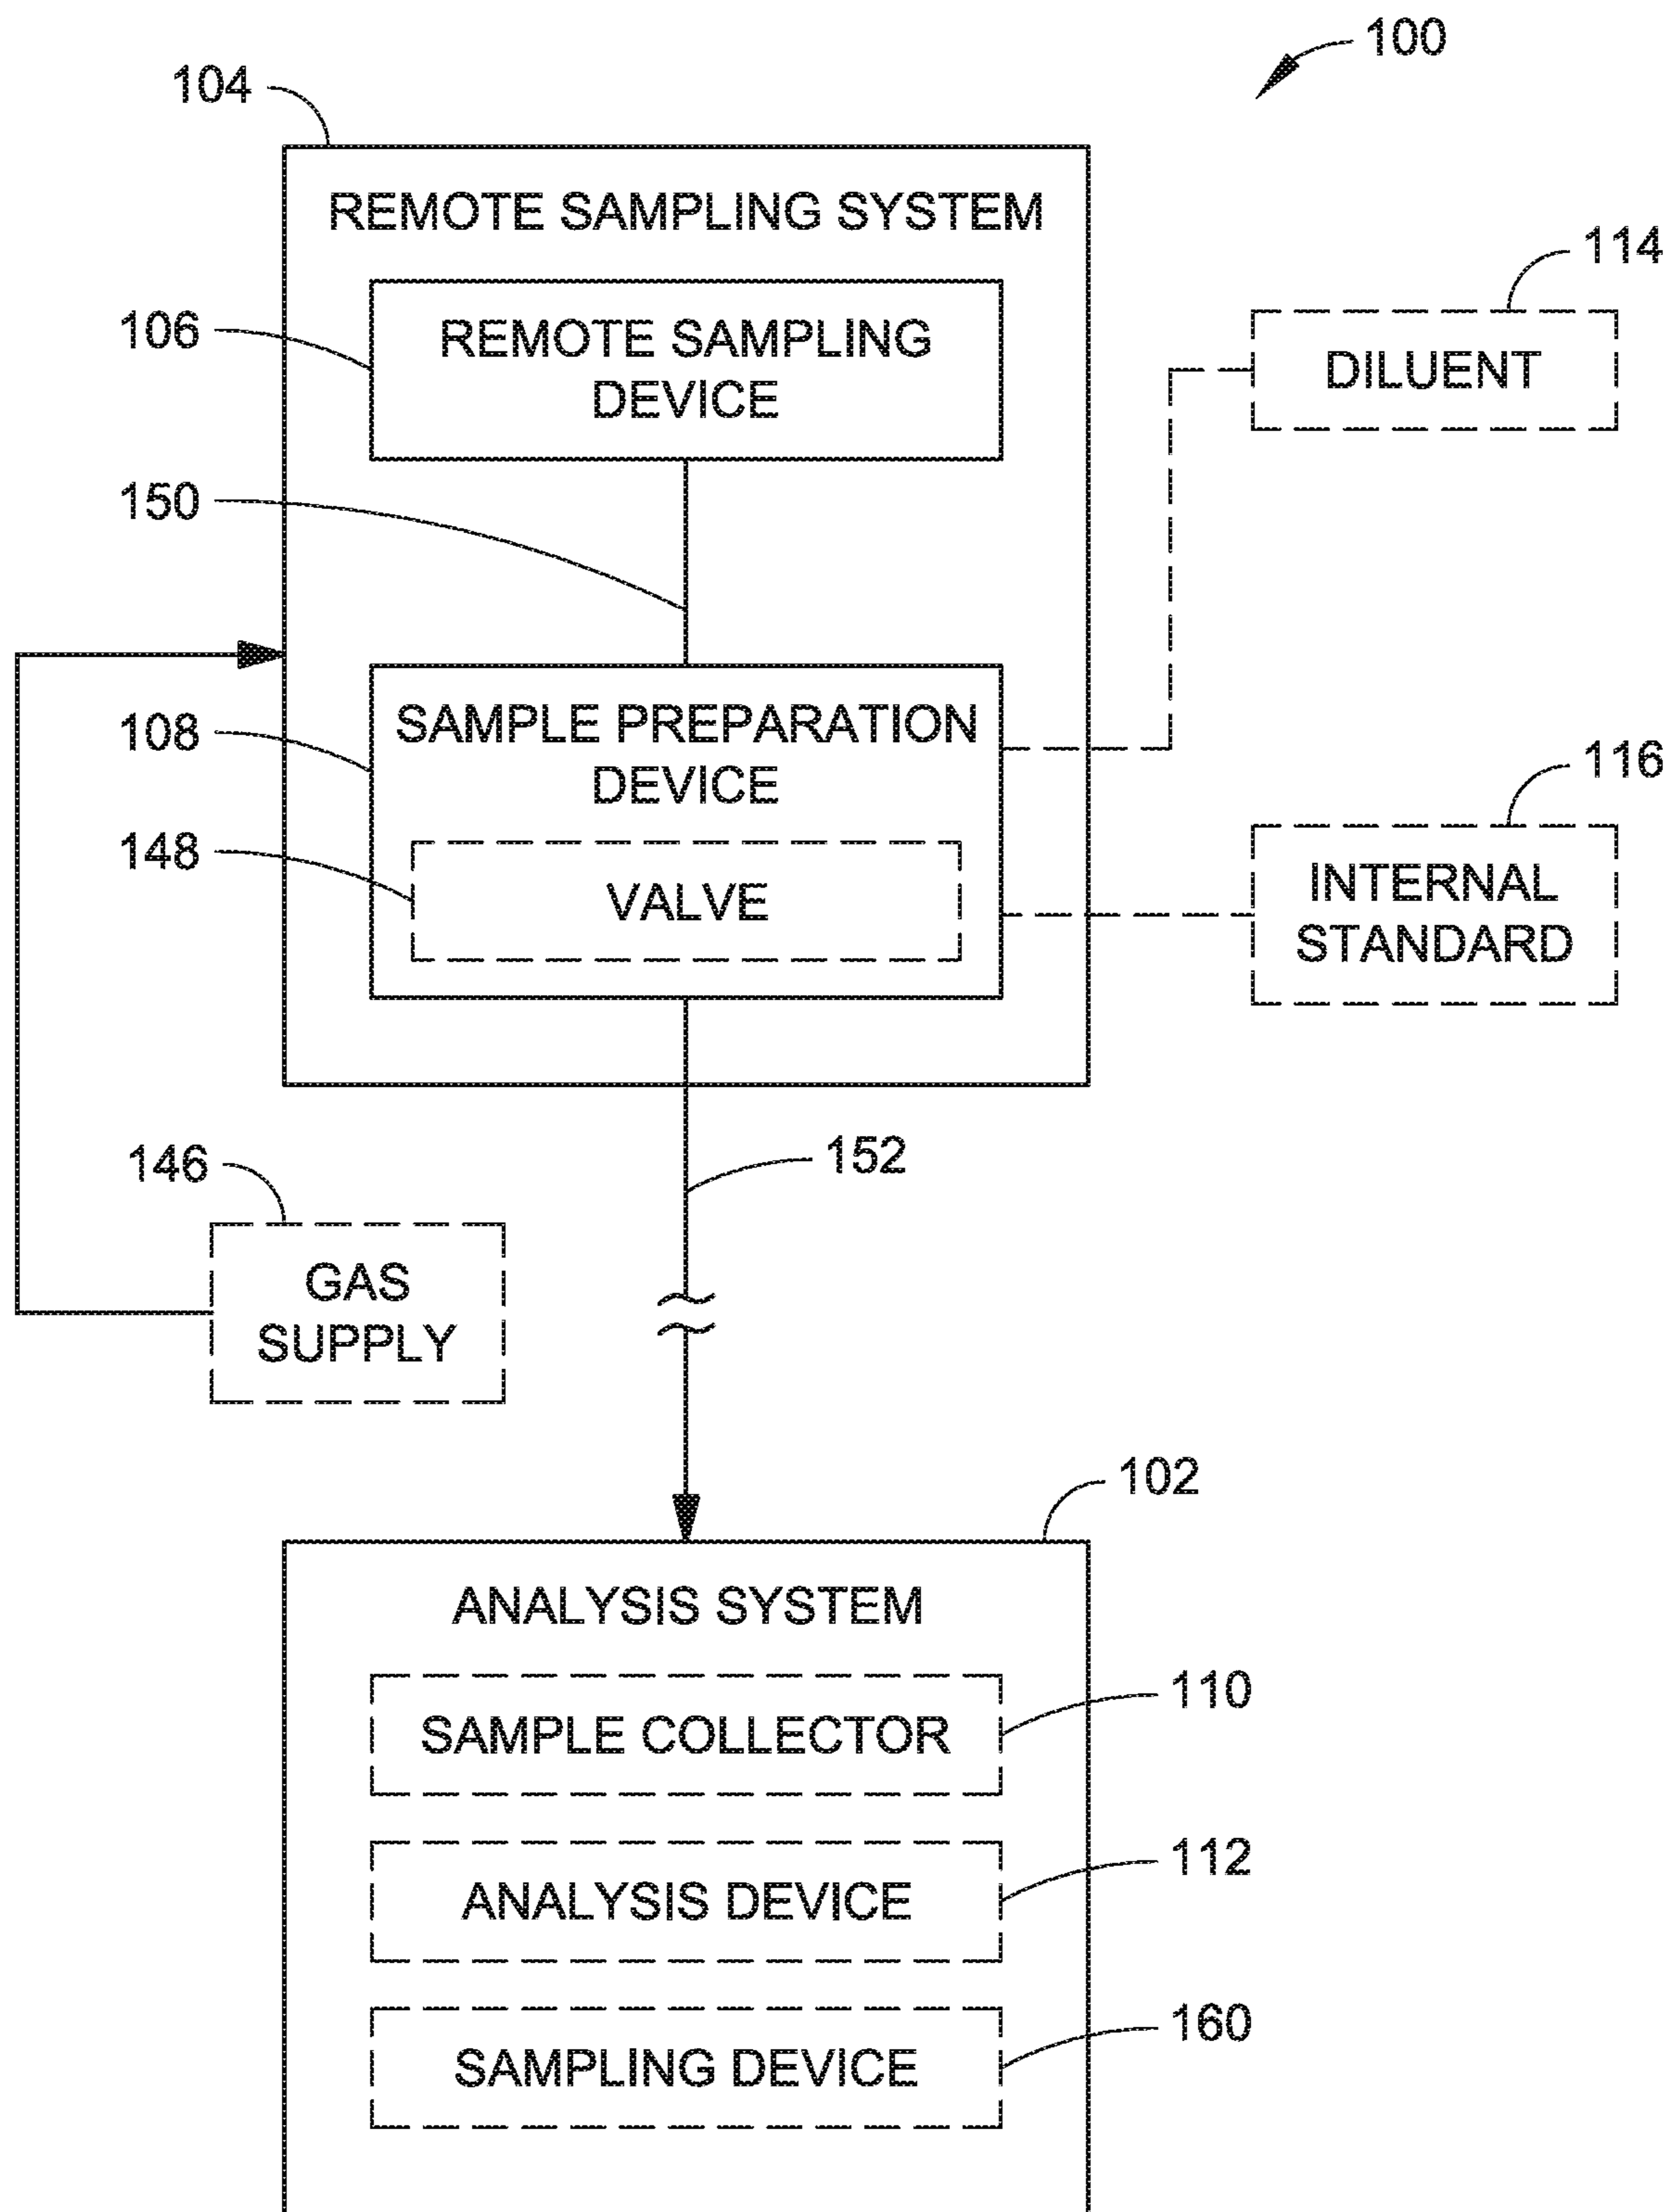 100
104
REMOTE SAMPLING SYSTEM
114
106
REMOTE SAMPLING
DEVICE
DILUENT
150
108
SAMPLE PREPARATION
DEVICE
116
148
VALVE
INTERNAL
STANDARD
146
152
GAS
SUPPLY
102
ANALYSIS SYSTEM
110
SAMPLE COLLECTOR
112
ANALYSIS DEVICE
160
SAMPLING DEVICE